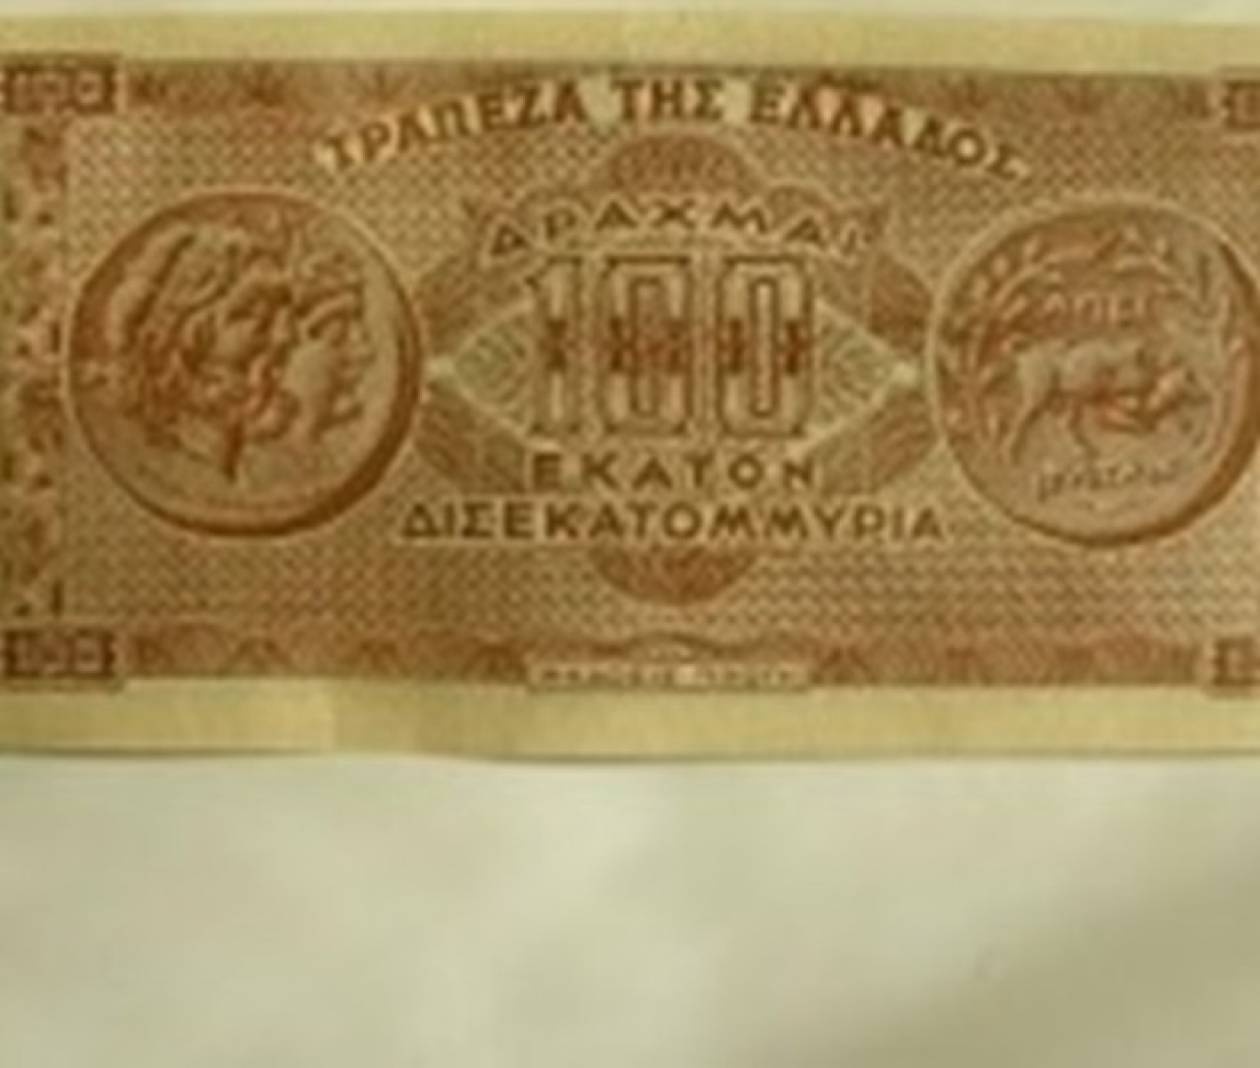 ΤΡΑΠΕΖΑ ΤΗΣ ΕΛΛΑΔΟΣ
ΔΡΑΧΜΑΙ
100
ΕΚΑΤΟΝ
ΔΙΣΕΚΑΤΟΜΜΥΡΙΑ